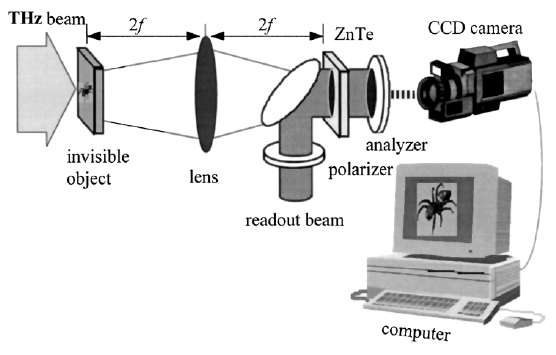 THz beam
2f
2f
ZnTe
CCD camera
invisible
object
lens
analyzer
polarizer
readout beam
computer